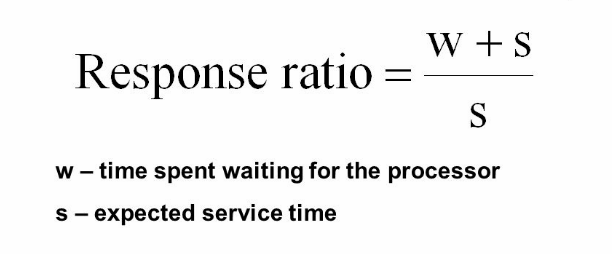 Response ratio = w + s / s
w – time spent waiting for the processor
s – expected service time